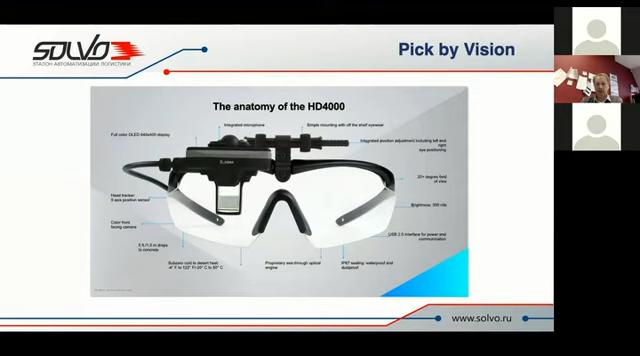 SOLVO
ЭТАЛОН АВТОМАТИЗАЦИИ ЛОГИСТИКИ
Pick by Vision
The anatomy of the HD4000
Integrated microphone
Simple mounting with off the shelf eyewear
Full color OLED 640x400 display
Integrated position adjustment including left and
right
eye positioning
20+ degree field
of view
Head tracker:
9 axis position sensor
Brightness: 300 nits
Color front
facing camera
USB 2.0 interface for power and
communication
to concrete
Subzero cold to desert heat:
Proprietary see-through optical
engine
IP67 sealing: waterproof and
dustproof
www.solvo.ru